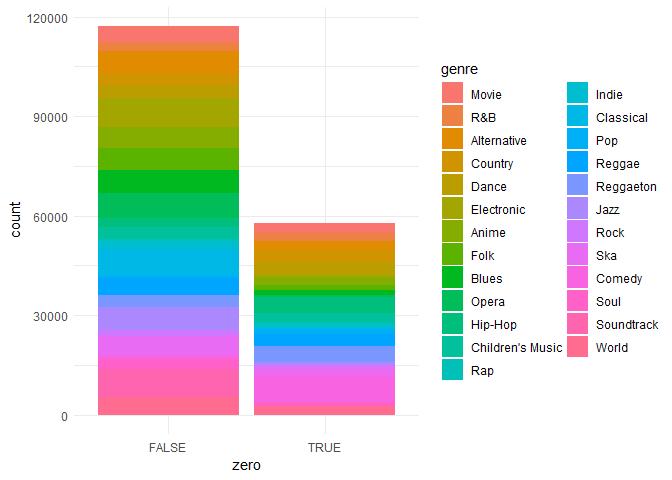 120000
90000
60000
30000
0
count
FALSE
TRUE
zero
genre
Movie
R&B
Alternative
Country
Dance
Electronic
Anime
Folk
Blues
Opera
Hip-Hop
Children's Music
Rap
Indie
Classical
Pop
Reggae
Reggaeton
Jazz
Rock
Ska
Comedy
Soul
Soundtrack
World